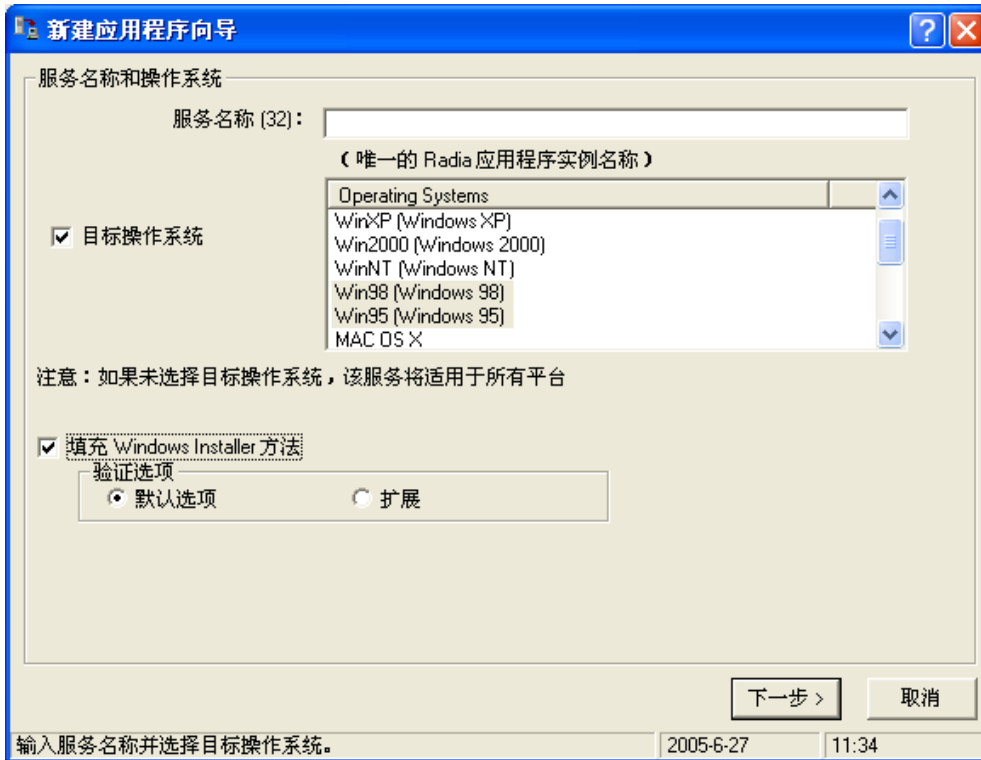 新建应用程序向导
服务名称和操作系统
服务名称 (32)：
（唯一的 Radia 应用程序实例名称）
Operating Systems
WinXP (Windows XP)
Win2000 (Windows 2000)
目标操作系统
WinNT (Windows NT)
Win98 (Windows 98)
Win95 (Windows 95)
MAC OS X
注意：如果未选择目标操作系统，该服务将适用于所有平台
填充 Windows Installer 方法
验证选项
默认选项 扩展
下一步 > 取消
输入服务名称并选择目标操作系统。 2005-6-27 11:34